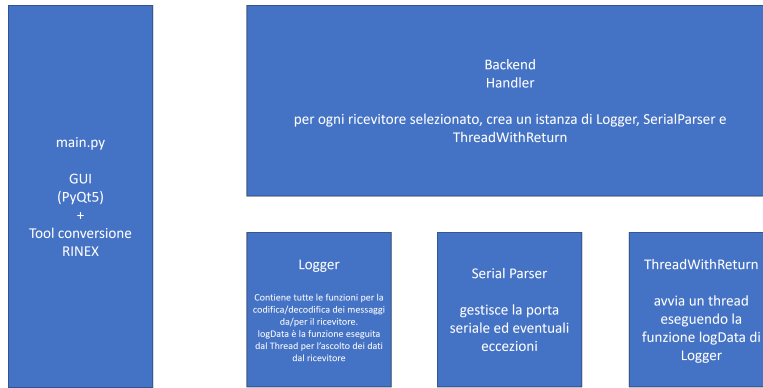 main.py
GUI
(PyQt5)
+
Tool conversione
RINEX
Backend
Handler
per ogni ricevitore selezionato, crea un istanza di Logger, SerialParser e
ThreadWithReturn
Logger
Contiene tutte le funzioni per la
codifica/decodifica dei messaggi
da/per il ricevitore.
logData è la funzione eseguita
dal Thread per l'ascolto dei dati
dal ricevitore
Serial Parser
gestisce la porta
seriale ed eventuali
eccezioni
ThreadWithReturn
avvia un thread
eseguendo la
funzione logData di
Logger